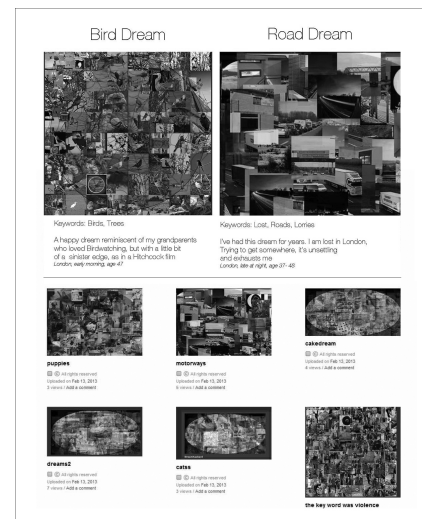 Bird Dream
Road Dream
Keywords: Birds, Trees
A happy dream reminiscent of my grandparents
who loved Birdwatching, but with a little bit
of a sinister edge, as in a Hitchcock film
London, early morning, age 47
Keywords: Lost, Roads, Lorries
I've had this dream for years. I am lost in London,
Trying to get somewhere, it's unsettling
and exhausts me
London, late at night, age 37- 48
puppies
© All rights reserved
Uploaded on Feb 13, 2013
3 views / Add a comment
motorways
© All rights reserved
Uploaded on Feb 13, 2013
6 views / Add a comment
cakedream
© All rights reserved
Uploaded on Feb 13, 2013
4 views / Add a comment
dreams2
© All rights reserved
Uploaded on Feb 13, 2013
7 views / Add a comment
catss
© All rights reserved
Uploaded on Feb 13, 2013
3 views / Add a comment
the key word was violence